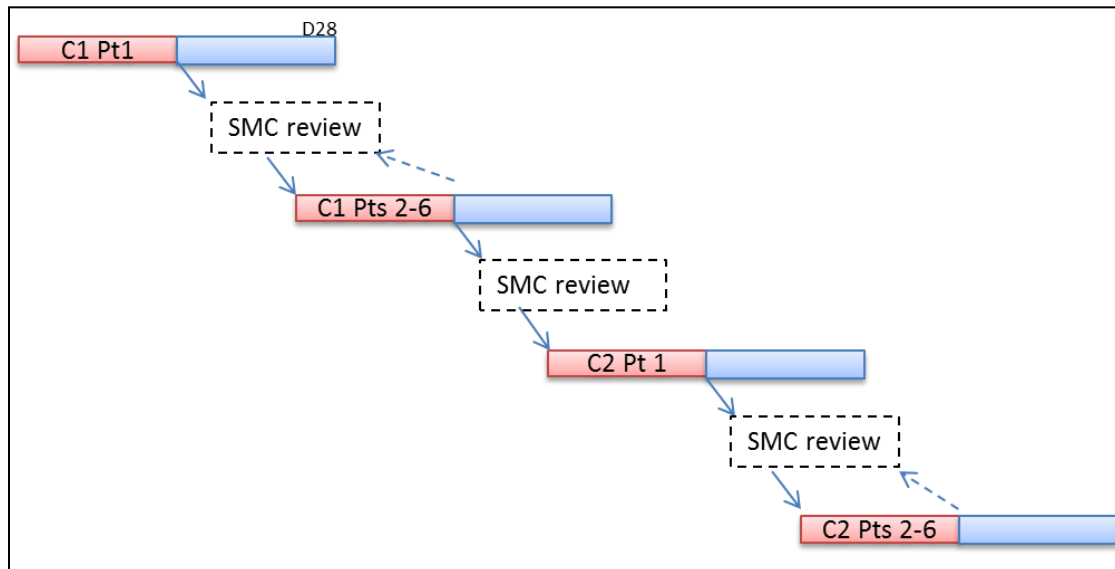 D28
C1 Pt1
SMC review
C1 Pts 2-6
SMC review
C2 Pt 1
SMC review
C2 Pts 2-6